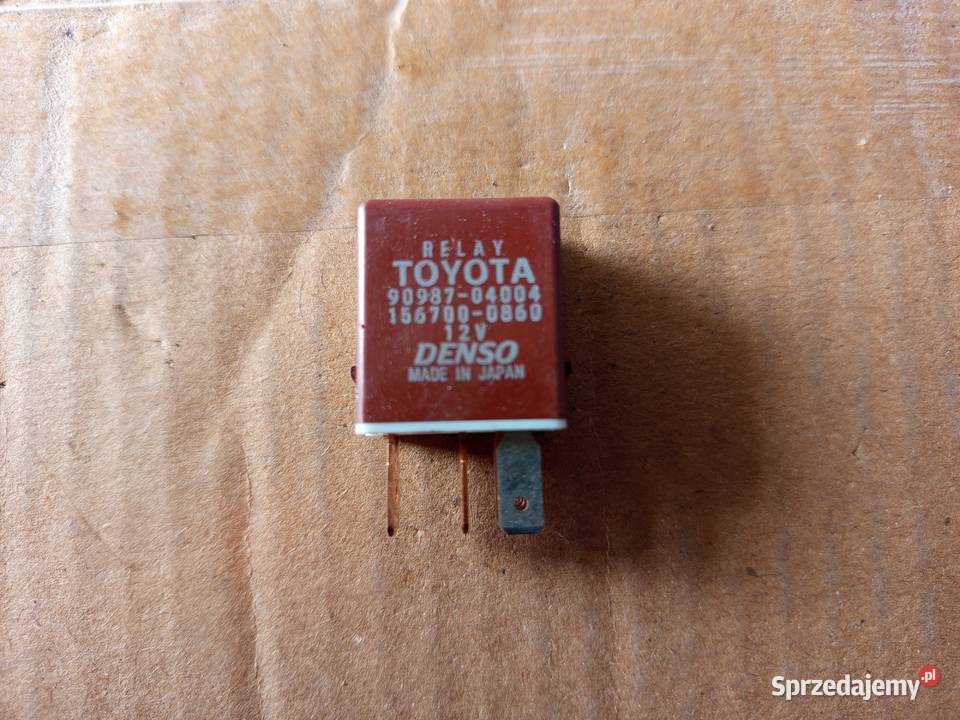 RELAY
TOYOTA
90987-04004
156700-0860
12V
DENSO
MADE IN JAPAN
Sprzedajemy.pl